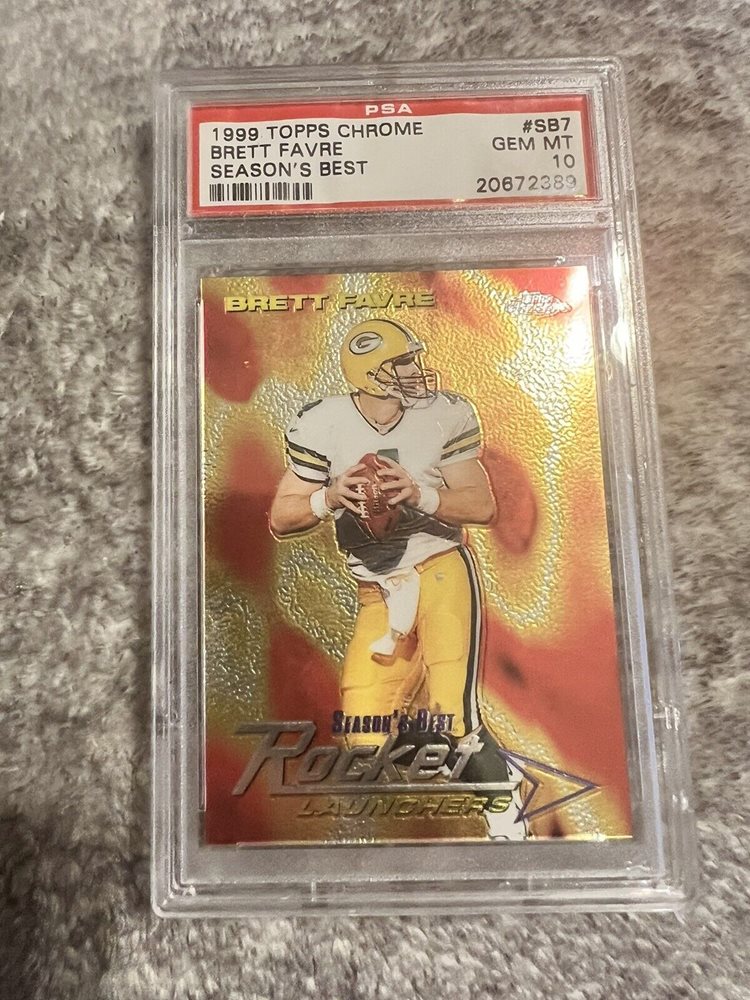 PSA
1999 TOPPS CHROME #SB7
BRETT FAVRE GEM MT
SEASON'S BEST 10
20672389
BRETT FAVRE
G
4
SEASON'S BEST
Rocket
LAUNCHERS